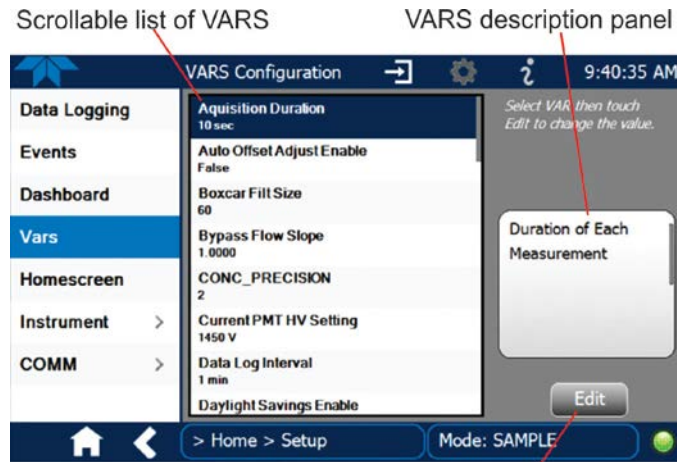 Scrollable list of VARS
VARS description panel
VARS Configuration
9:40:35 AM
Data Logging
Events
Dashboard
Vars
Homescreen
Instrument >
COMM >
Aquisition Duration
10 sec
Auto Offset Adjust Enable
False
Boxcar Filt Size
60
Bypass Flow Slope
1.0000
CONC_PRECISION
2
Current PMT HV Setting
1450 V
Data Log Interval
1 min
Daylight Savings Enable
Select VAR then touch
Edit to change the value.
Duration of Each
Measurement
Edit
> Home > Setup
Mode: SAMPLE